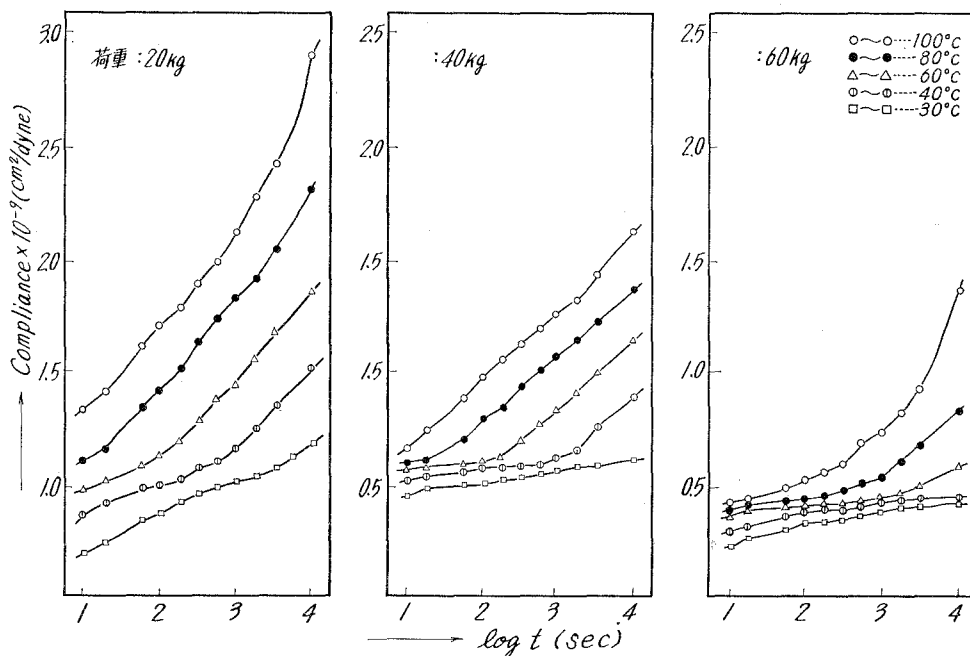 Compliance × 10⁻⁹ (cm²/dyne)
荷重:20kg
3.0
2.5
2.0
1.5
1.0
1 2 3 4
:40kg
2.5
2.0
1.5
1.5
0.5
1 2 3 4
:60kg
○~○----100°c
●~●----80°c
△~△----60°c
⦶~⦶----40°c
□~□----30°c
2.5
2.0
1.5
1.0
0.5
1 2 3 4
log t (sec)